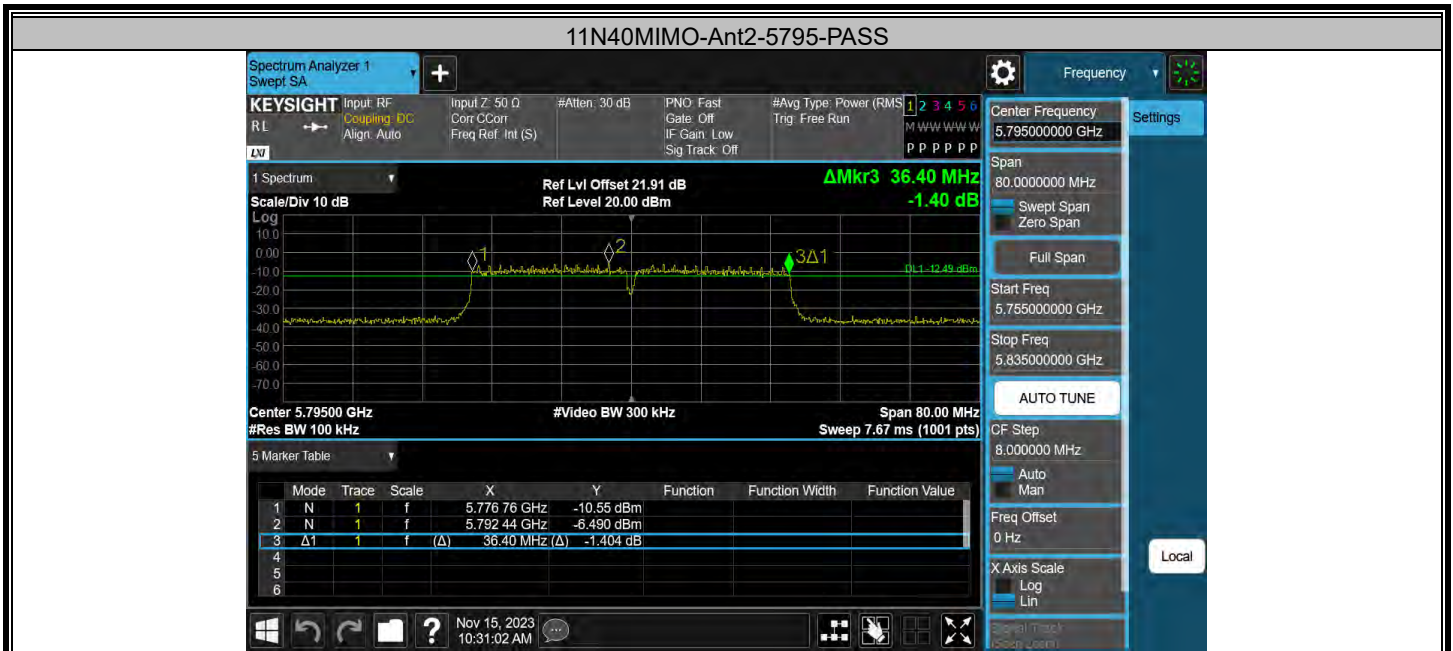 11N40MIMO-Ant2-5795-PASS
Spectrum Analyzer 1
Swept SA
Frequency
KEYSIGHT
Input: RF
Input Z: 50 Ω
#Atten: 30 dB
PNO: Fast
#Avg Type: Power (RMS
1 2 3 4 5 6
RL
Coupling: DC
Corr CCorr
Gate: Off
Trig: Free Run
M W W W W W
Align: Auto
Freq Ref: Int (S)
IF Gain: Low
P P P P P P
LXI
Sig Track: Off
1 Spectrum
Ref Lvl Offset 21.91 dB
ΔMkr3 36.40 MHz
Scale/Div 10 dB
Ref Level 20.00 dBm
-1.40 dB
Log
10.0
0.00
-10.0
-20.0
-30.0
-40.0
-50.0
-60.0
-70.0
1
2
3Δ1
DL1 -12.49 dBm
Center 5.79500 GHz
#Video BW 300 kHz
Span 80.00 MHz
#Res BW 100 kHz
Sweep 7.67 ms (1001 pts)
5 Marker Table
Mode Trace Scale X Y Function Function Width Function Value
1 N 1 f 5.776 76 GHz -10.55 dBm
2 N 1 f 5.792 44 GHz -6.490 dBm
3 Δ1 1 f (Δ) 36.40 MHz (Δ) -1.404 dB
4
5
6
Nov 15, 2023
10:31:02 AM
Center Frequency
5.795000000 GHz
Settings
Span
80.0000000 MHz
Swept Span
Zero Span
Full Span
Start Freq
5.755000000 GHz
Stop Freq
5.835000000 GHz
AUTO TUNE
CF Step
8.000000 MHz
Auto
Man
Freq Offset
0 Hz
X Axis Scale
Log
Lin
Local
Signal Track
(Span Zoom)